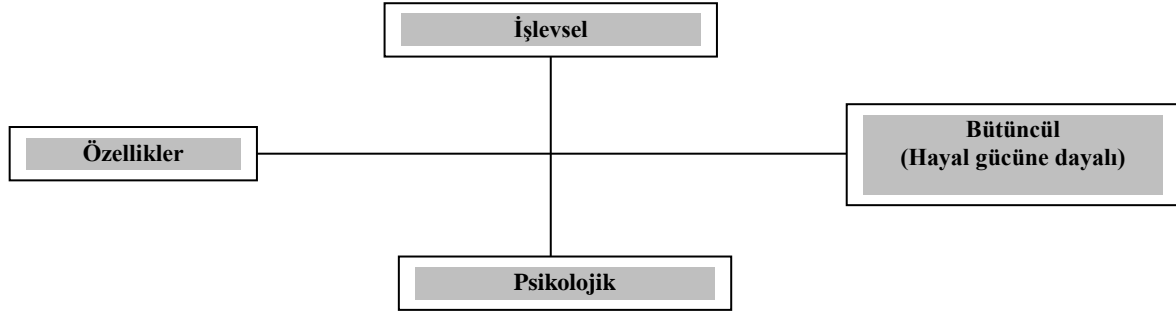 İşlevsel
Özellikler
Bütüncül
(Hayal gücüne dayalı)
Psikolojik